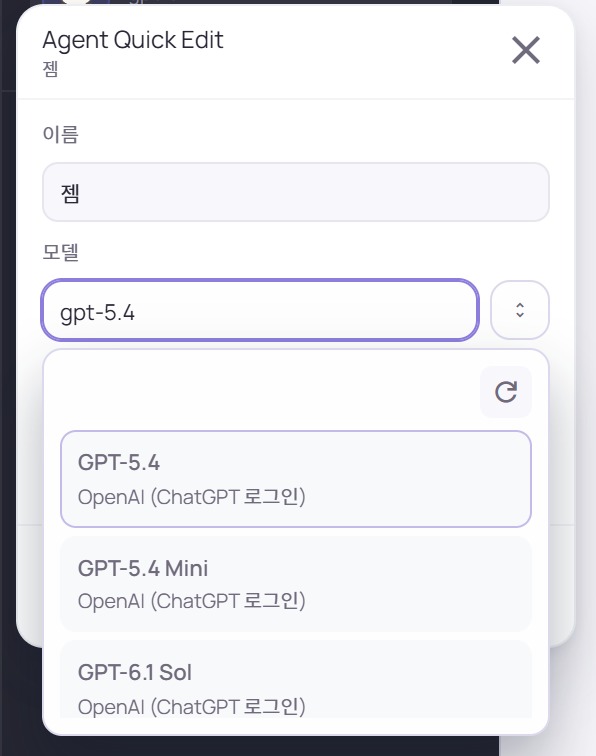 Agent Quick Edit
젬
이름
젬
모델
gpt-5.4
GPT-5.4
OpenAI (ChatGPT 로그인)
GPT-5.4 Mini
OpenAI (ChatGPT 로그인)
GPT-6.1 Sol
OpenAI (ChatGPT 로그인)